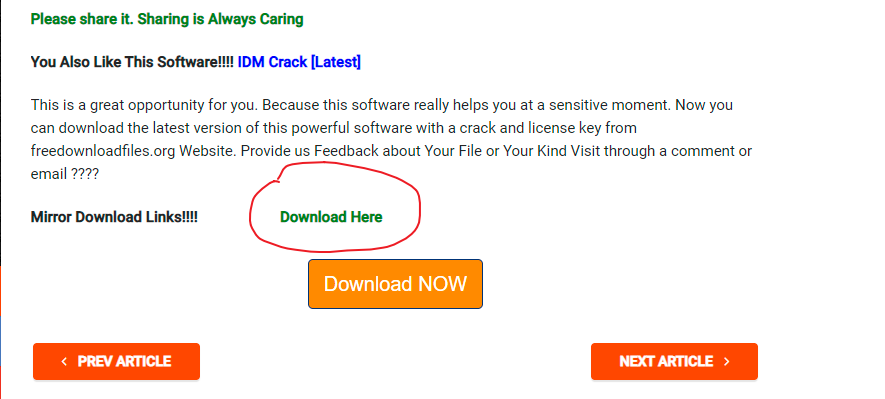 Please share it. Sharing is Always Caring
You Also Like This Software!!!! IDM Crack [Latest]
This is a great opportunity for you. Because this software really helps you at a sensitive moment. Now you
can download the latest version of this powerful software with a crack and license key from
freedownloadfiles.org Website. Provide us Feedback about Your File or Your Kind Visit through a comment or
email ????
Mirror Download Links!!!! Download Here
Download NOW
‹ PREV ARTICLE NEXT ARTICLE ›